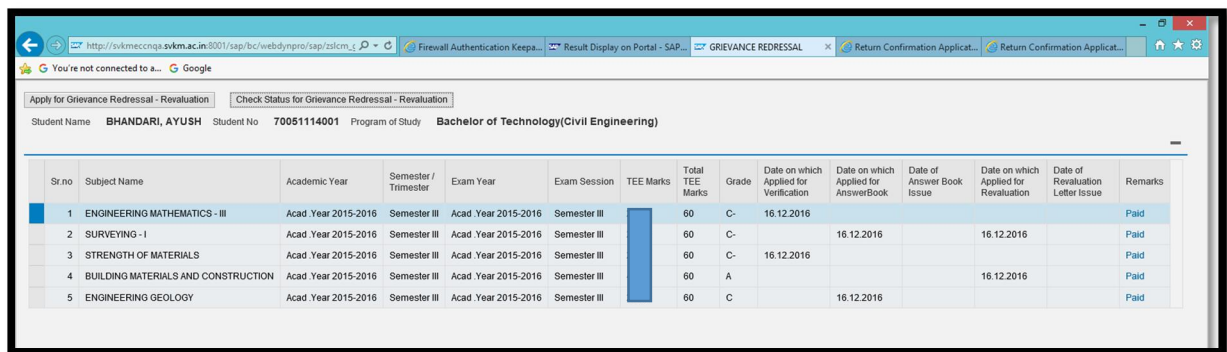 http://svkmeccnqa.svkm.ac.in:8001/sap/bc/webdynpro/sap/zslcm_g
Firewall Authentication Keepa... Result Display on Portal - SAP... GRIEVANCE REDRESSAL × Return Confirmation Applicat... Return Confirmation Applicat...
You're not connected to a... Google
Apply for Grievance Redressal - Revaluation Check Status for Grievance Redressal - Revaluation
Student Name BHANDARI, AYUSH Student No 70051114001 Program of Study Bachelor of Technology(Civil Engineering)
Sr.no Subject Name Academic Year Semester / Trimester Exam Year Exam Session TEE Marks Total TEE Marks Grade Date on which Applied for Verification Date on which Applied for AnswerBook Date of Answer Book Issue Date on which Applied for Revaluation Date of Revaluation Letter Issue Remarks
1 ENGINEERING MATHEMATICS - III Acad .Year 2015-2016 Semester III Acad .Year 2015-2016 Semester III 60 C- 16.12.2016 Paid
2 SURVEYING - I Acad .Year 2015-2016 Semester III Acad .Year 2015-2016 Semester III 60 C- 16.12.2016 16.12.2016 Paid
3 STRENGTH OF MATERIALS Acad .Year 2015-2016 Semester III Acad .Year 2015-2016 Semester III 60 C- 16.12.2016 Paid
4 BUILDING MATERIALS AND CONSTRUCTION Acad .Year 2015-2016 Semester III Acad .Year 2015-2016 Semester III 60 A 16.12.2016 Paid
5 ENGINEERING GEOLOGY Acad .Year 2015-2016 Semester III Acad .Year 2015-2016 Semester III 60 C 16.12.2016 Paid